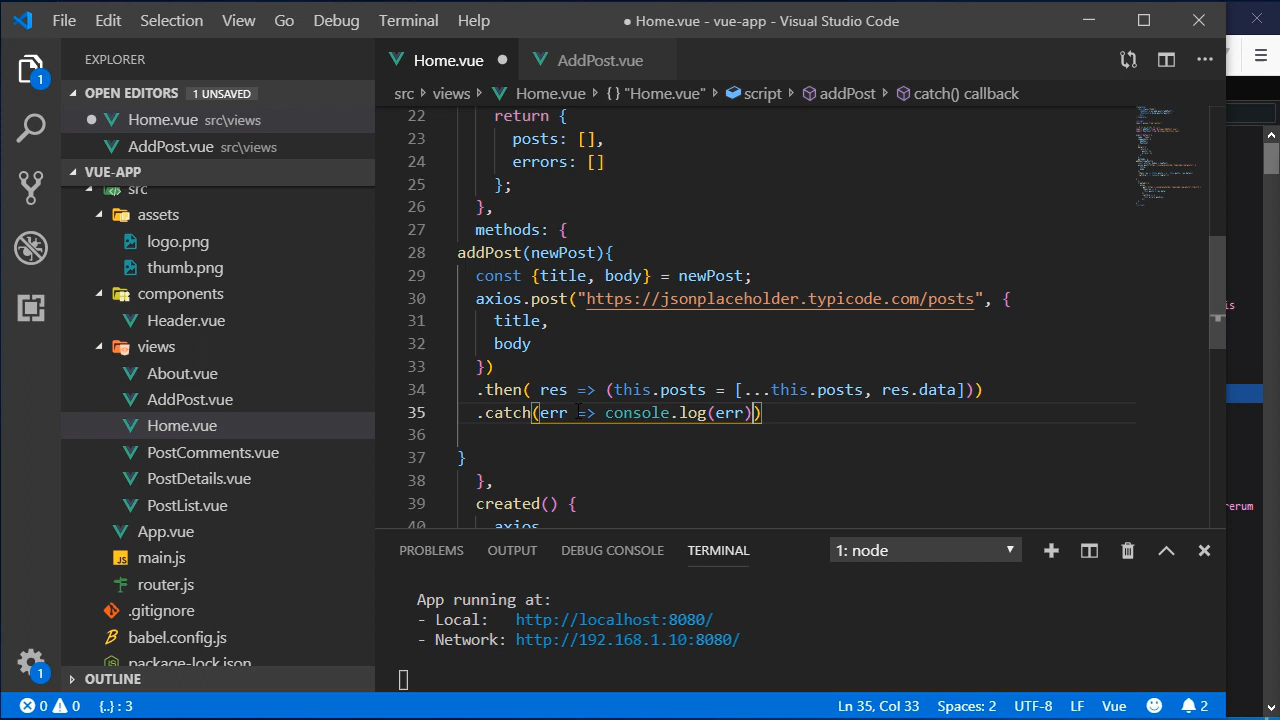 File Edit Selection View Go Debug Terminal Help ● Home.vue - vue-app - Visual Studio Code
EXPLORER
OPEN EDITORS 1 UNSAVED
Home.vue src\views
AddPost.vue src\views
VUE-APP
src
assets
logo.png
thumb.png
components
Header.vue
views
About.vue
AddPost.vue
Home.vue
PostComments.vue
PostDetails.vue
PostList.vue
App.vue
main.js
router.js
.gitignore
babel.config.js
package-lock.json
OUTLINE
1
1
Home.vue ● AddPost.vue
src › views › Home.vue › {} "Home.vue" › script › addPost › catch() callback
22 return {
23 posts: [],
24 errors: []
25 };
26 },
27 methods: {
28 addPost(newPost){
29 const {title, body} = newPost;
30 axios.post("https://jsonplaceholder.typicode.com/posts", {
31 title,
32 body
33 })
34 .then( res => (this.posts = [...this.posts, res.data]))
35 .catch(err => console.log(err))
36
37 }
38 },
39 created() {
40 axios
PROBLEMS OUTPUT DEBUG CONSOLE TERMINAL 1: node
App running at:
- Local: http://localhost:8080/
- Network: http://192.168.1.10:8080/
0 0 {..} : 3 Ln 35, Col 33 Spaces: 2 UTF-8 LF Vue 2
is
rerum